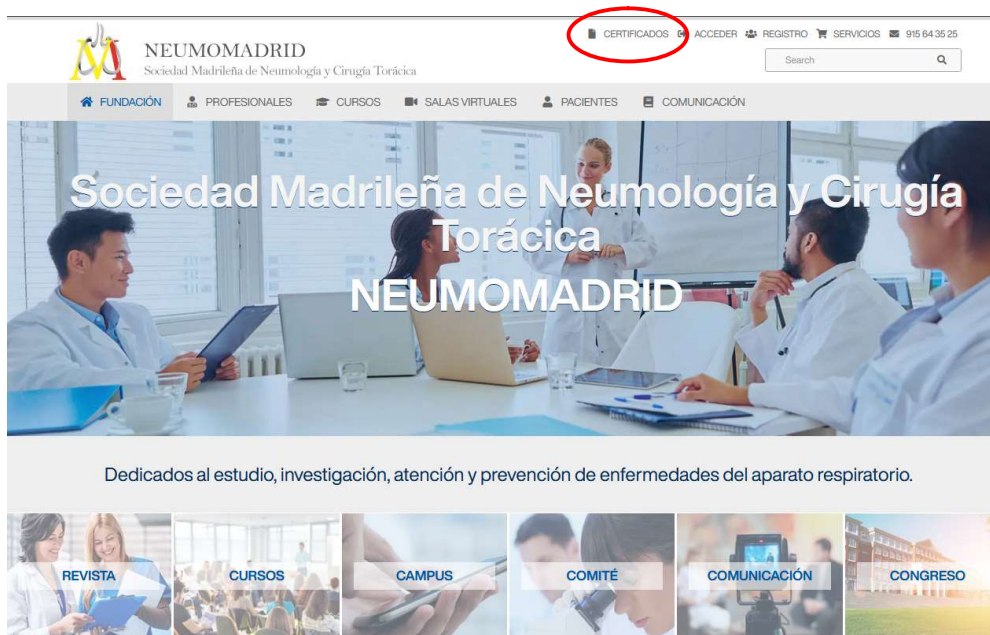 CERTIFICADOS ACCEDER REGISTRO SERVICIOS 915 64 35 25
NEUMOMADRID
Sociedad Madrileña de Neumología y Cirugía Torácica
Search
FUNDACIÓN PROFESIONALES CURSOS SALAS VIRTUALES PACIENTES COMUNICACIÓN
Sociedad Madrileña de Neumología y Cirugía
Torácica
NEUMOMADRID
Dedicados al estudio, investigación, atención y prevención de enfermedades del aparato respiratorio.
REVISTA CURSOS CAMPUS COMITÉ COMUNICACIÓN CONGRESO